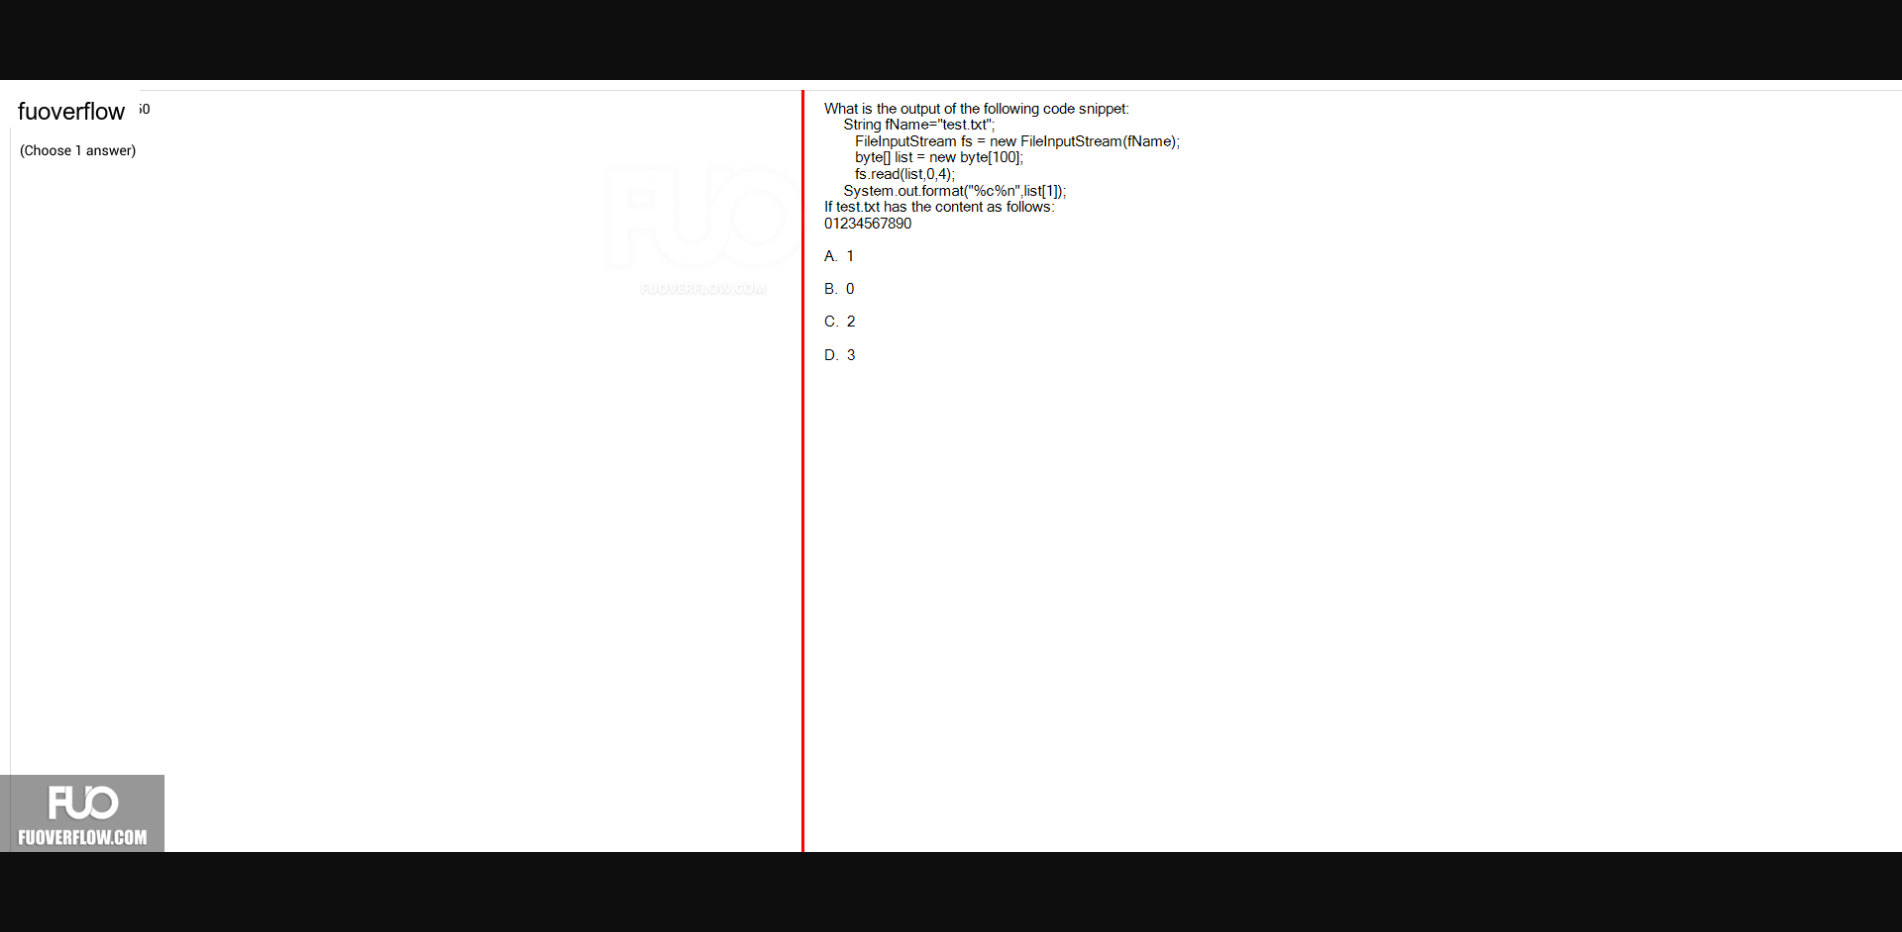 fuoverflow
(Choose 1 answer)
FUO
FUOVERFLOW.COM
What is the output of the following code snippet:
String fName="test.txt";
FileInputStream fs = new FileInputStream(fName);
byte[] list = new byte[100];
fs.read(list,0,4);
System.out.format("%c%n",list[1]);
If test.txt has the content as follows:
01234567890
A. 1
B. 0
C. 2
D. 3
FUO
FUOVERFLOW.COM